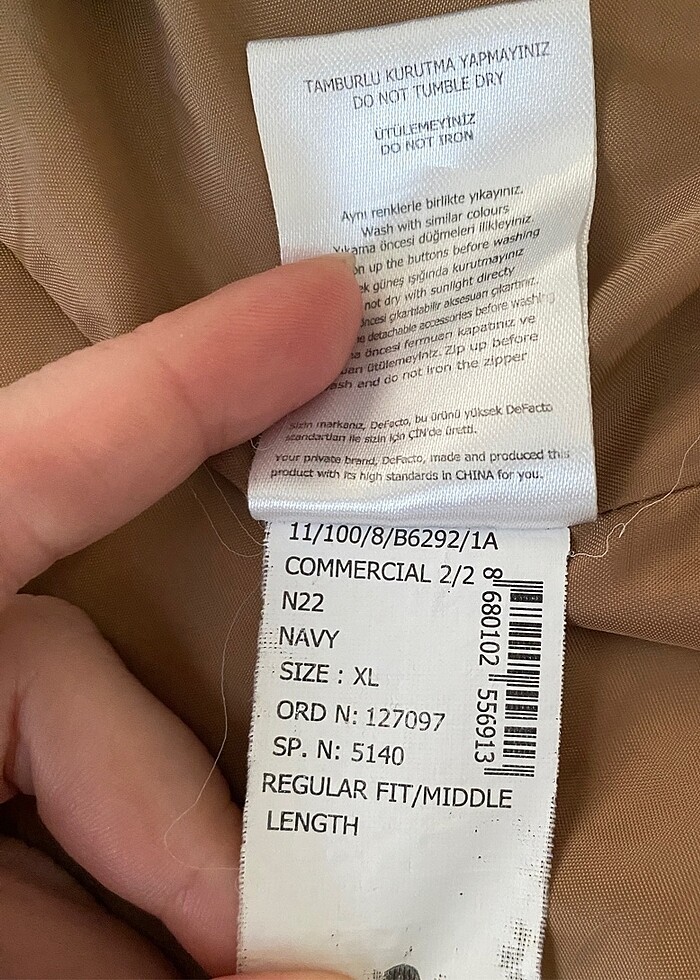 TAMBURLU KURUTMA YAPMAYINIZ
DO NOT TUMBLE DRY
ÜTÜLEMEYİNİZ
DO NOT IRON
Aynı renklerle birlikte yıkayınız.
Wash with similar colours
Yıkama öncesi düğmeleri ilikleyiniz.
on up the buttons before washing
güneş ışığında kurutmayınız
not dry with sunlight directy
öncesi çıkartılabilir aksesuarı çıkartınız.
detachable accessories before washing
öncesi fermuarı kapatınız ve
ütülemeyiniz. Zip up before
and do not iron the zipper
Sizin markanız, DeFacto, bu ürünü yüksek DeFacto
standartları ile sizin için ÇİN'de üretti.
Your private brand, DeFacto, made and produced this
product with its high standards in CHINA for you.
11/100/8/B6292/1A
COMMERCIAL 2/2
N22
NAVY
SIZE : XL
ORD N: 127097
SP. N: 5140
REGULAR FIT/MIDDLE
LENGTH
8 680102 556913